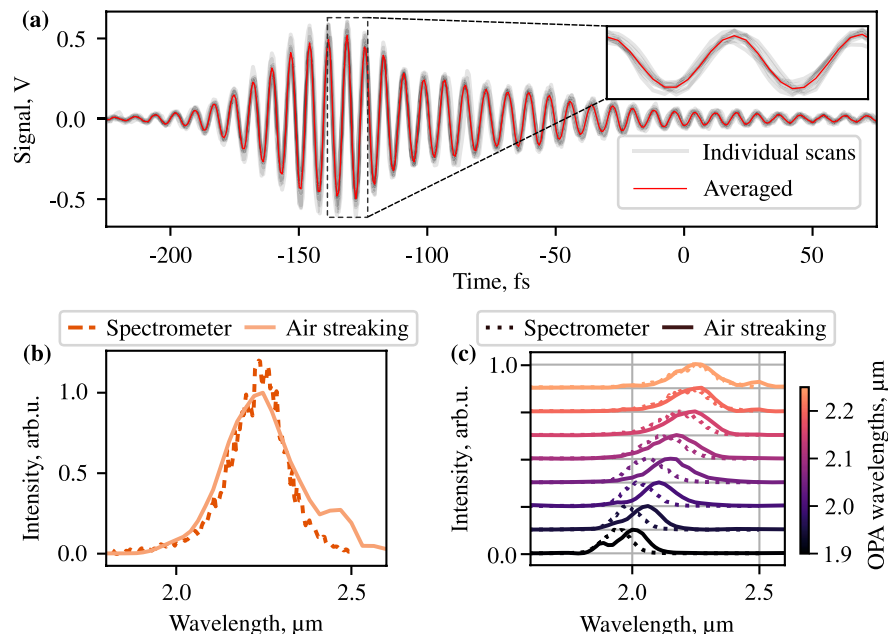 (a)
Signal, V
0.5
0.0
-0.5
Individual scans
Averaged
-200
-150
-100
-50
0
50
Time, fs
(b)
Spectrometer
Air streaking
Intensity, arb.u.
1.0
0.5
0.0
2.0
2.5
Wavelength, µm
(c)
Spectrometer
Air streaking
Intensity, arb.u.
1.0
0.0
2.0
2.5
Wavelength, µm
2.2
2.1
2.0
1.9
OPA wavelengths, µm